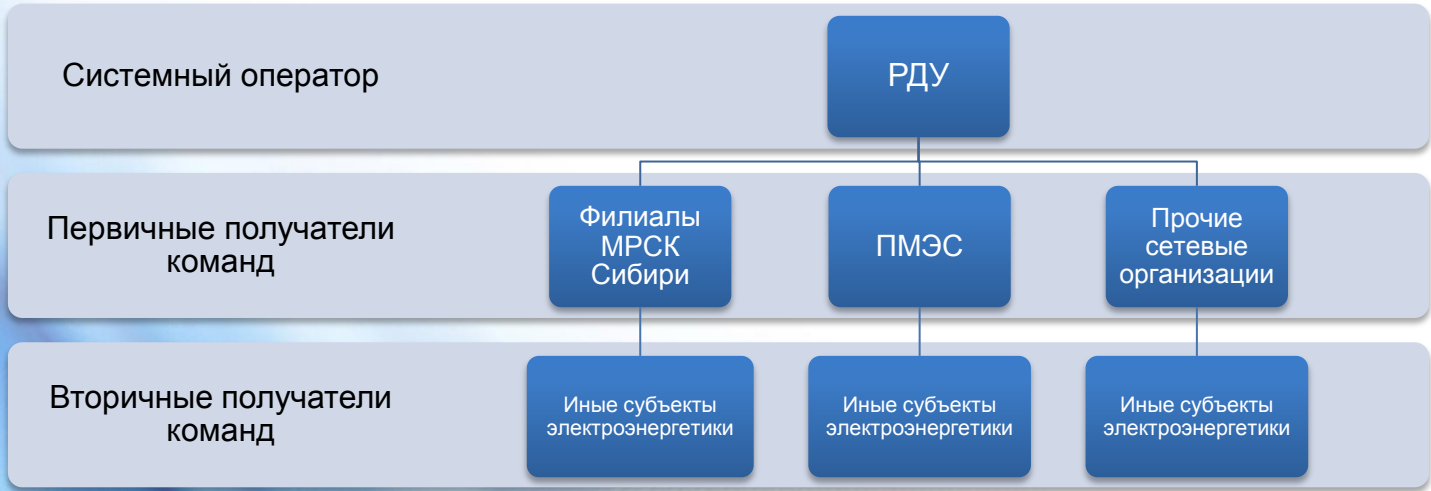 Системный оператор
РДУ
Первичные получатели
команд
Филиалы
МРСК
Сибири
ПМЭС
Прочие
сетевые
организации
Вторичные получатели
команд
Иные субъекты
электроэнергетики
Иные субъекты
электроэнергетики
Иные субъекты
электроэнергетики